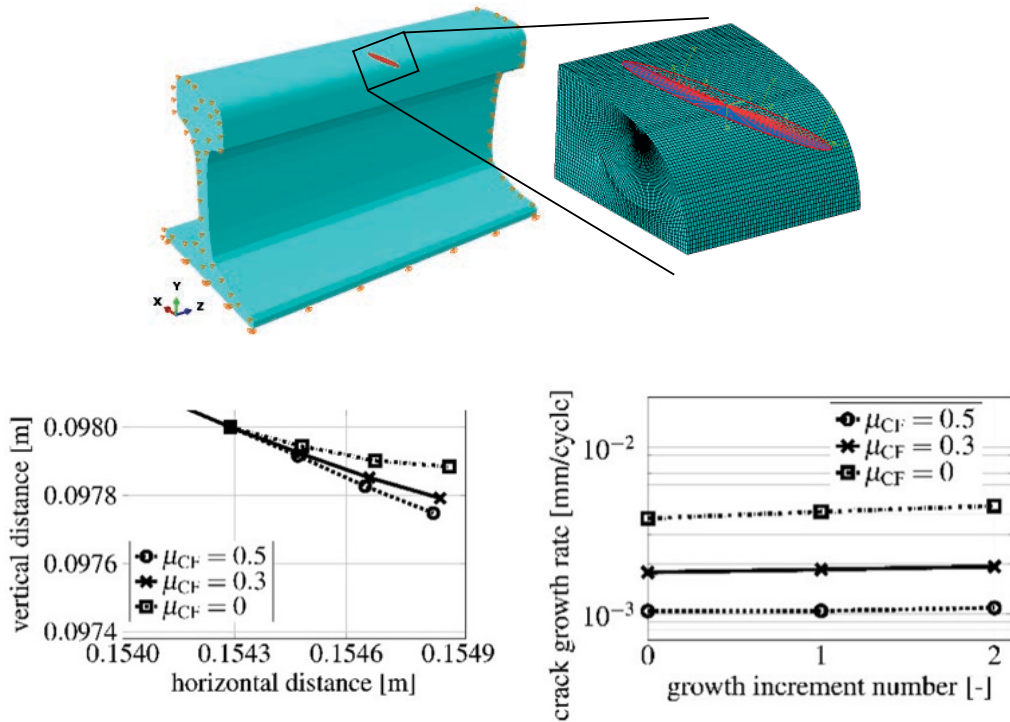 Y
X
Z
vertical distance [m]
0.0980
0.0978
0.0976
0.0974
μCF = 0.5
μCF = 0.3
μCF = 0
0.1540
0.1543
0.1546
0.1549
horizontal distance [m]
crack growth rate [mm/cycle]
10⁻²
10⁻³
μCF = 0.5
μCF = 0.3
μCF = 0
0
1
2
growth increment number [-]